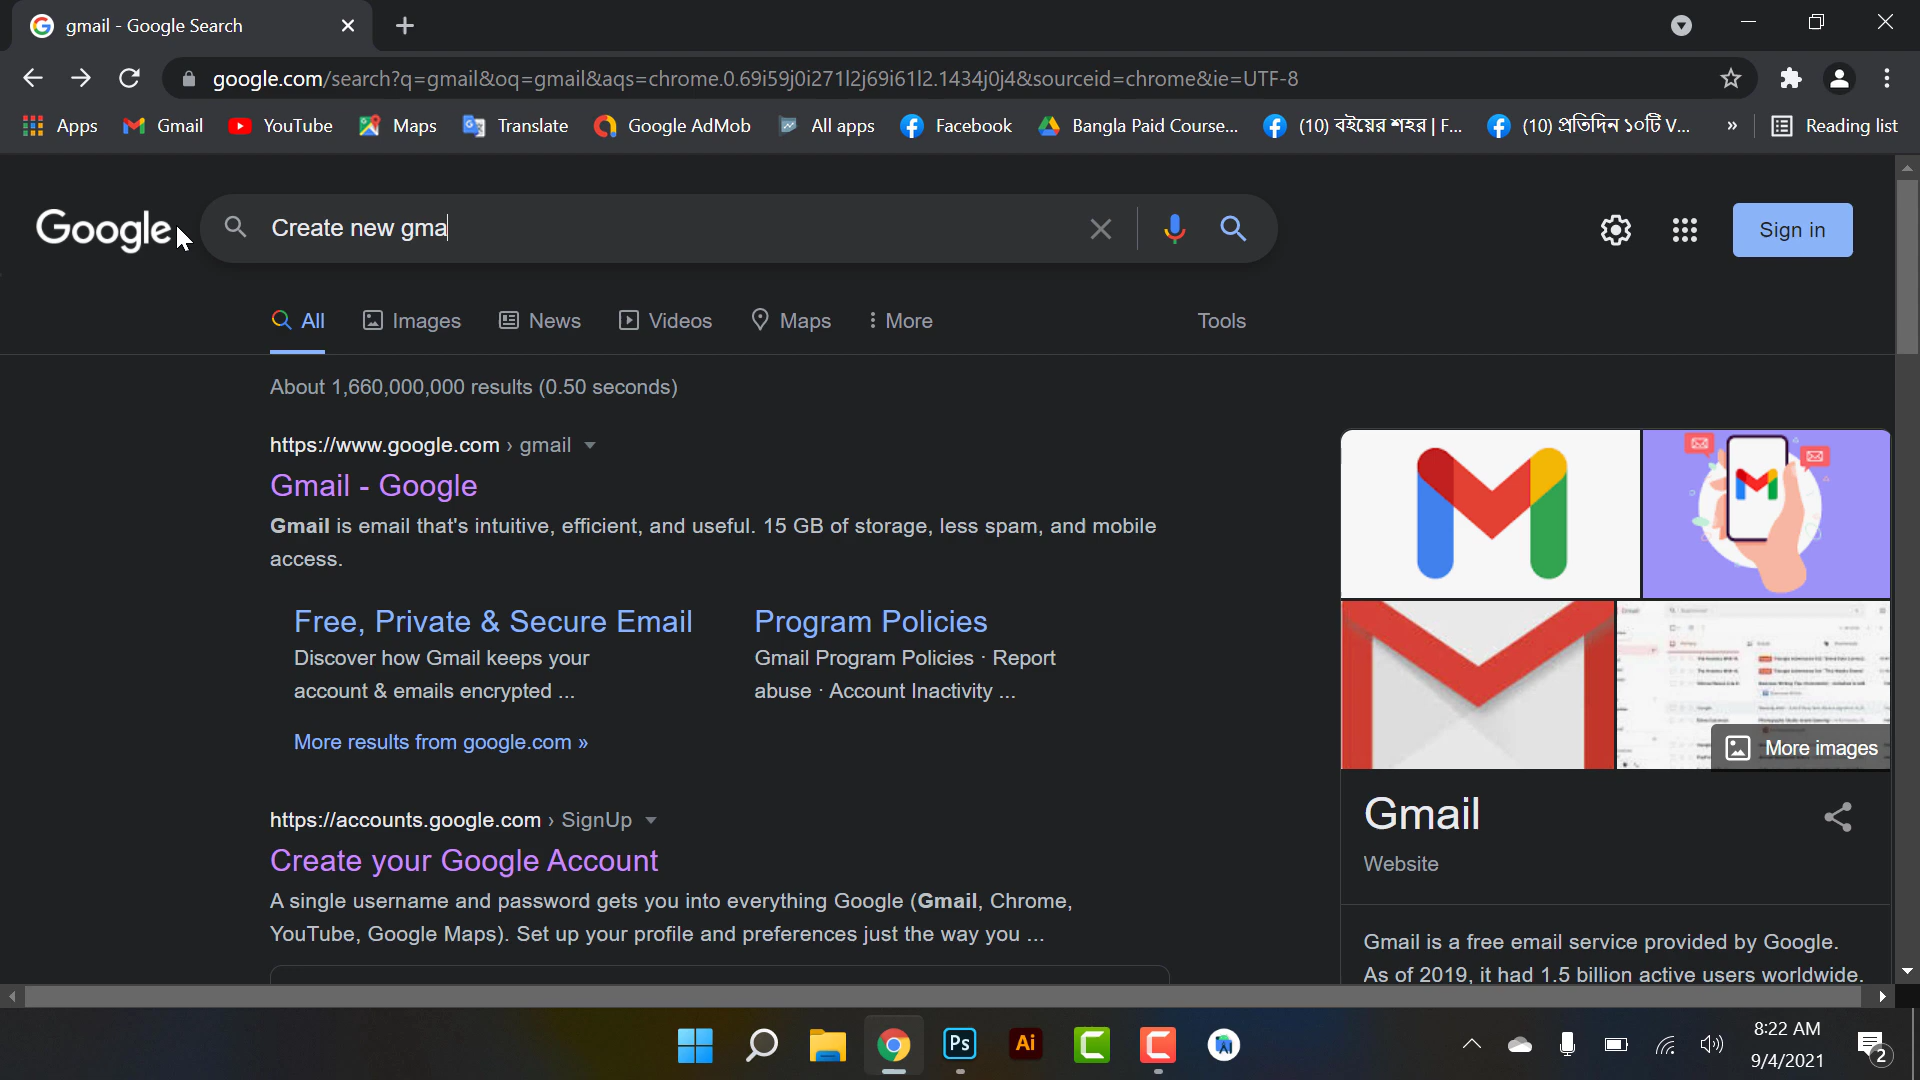 gmail - Google Search
google.com/search?q=gmail&oq=gmail&aqs=chrome.0.69i59j0i271l2j69i61l2.1434j0j4&sourceid=chrome&ie=UTF-8
Apps Gmail YouTube Maps Translate Google AdMob All apps Facebook Bangla Paid Course... (10) বইয়ের শহর | F... (10) প্রতিদিন ১০টি V... » Reading list
Google Create new gma Sign in
All Images News Videos Maps More Tools
About 1,660,000,000 results (0.50 seconds)
https://www.google.com › gmail
Gmail - Google
Gmail is email that's intuitive, efficient, and useful. 15 GB of storage, less spam, and mobile
access.
Free, Private & Secure Email
Discover how Gmail keeps your
account & emails encrypted ...
Program Policies
Gmail Program Policies · Report
abuse · Account Inactivity ...
More results from google.com »
https://accounts.google.com › SignUp
Create your Google Account
A single username and password gets you into everything Google (Gmail, Chrome,
YouTube, Google Maps). Set up your profile and preferences just the way you ...
More images
Gmail
Website
Gmail is a free email service provided by Google.
As of 2019, it had 1.5 billion active users worldwide.
Ps Ai
8:22 AM
9/4/2021
2